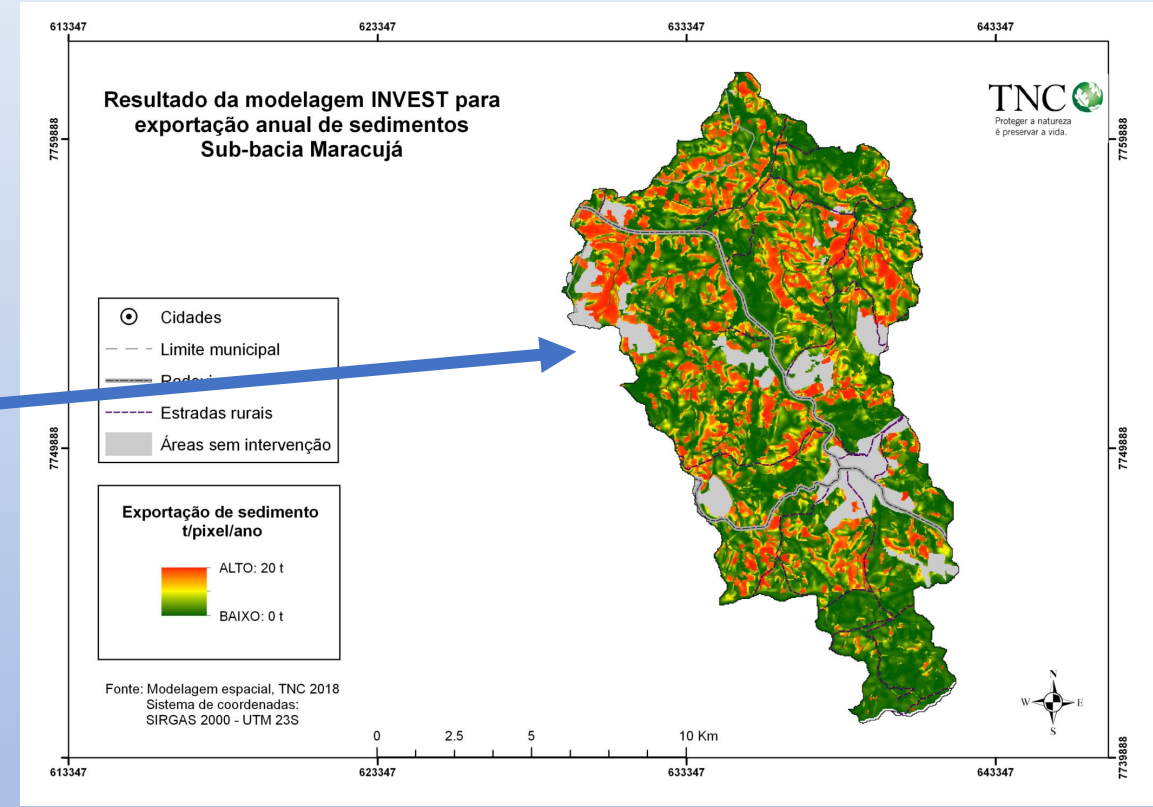 613347
623347
633347
643347
Resultado da modelagem INVEST para
exportação anual de sedimentos
Sub-bacia Maracujá
TNC
Proteger a natureza
é preservar a vida.
7759888
7759888
Cidades
Limite municipal
Estradas rurais
Áreas sem intervenção
7749888
7749888
Exportação de sedimento
t/pixel/ano
ALTO: 20 t
BAIXO: 0 t
Fonte: Modelagem espacial, TNC 2018
Sistema de coordenadas:
SIRGAS 2000 - UTM 23S
0
2.5
5
10 Km
N
W
E
S
7739888
613347
623347
633347
643347